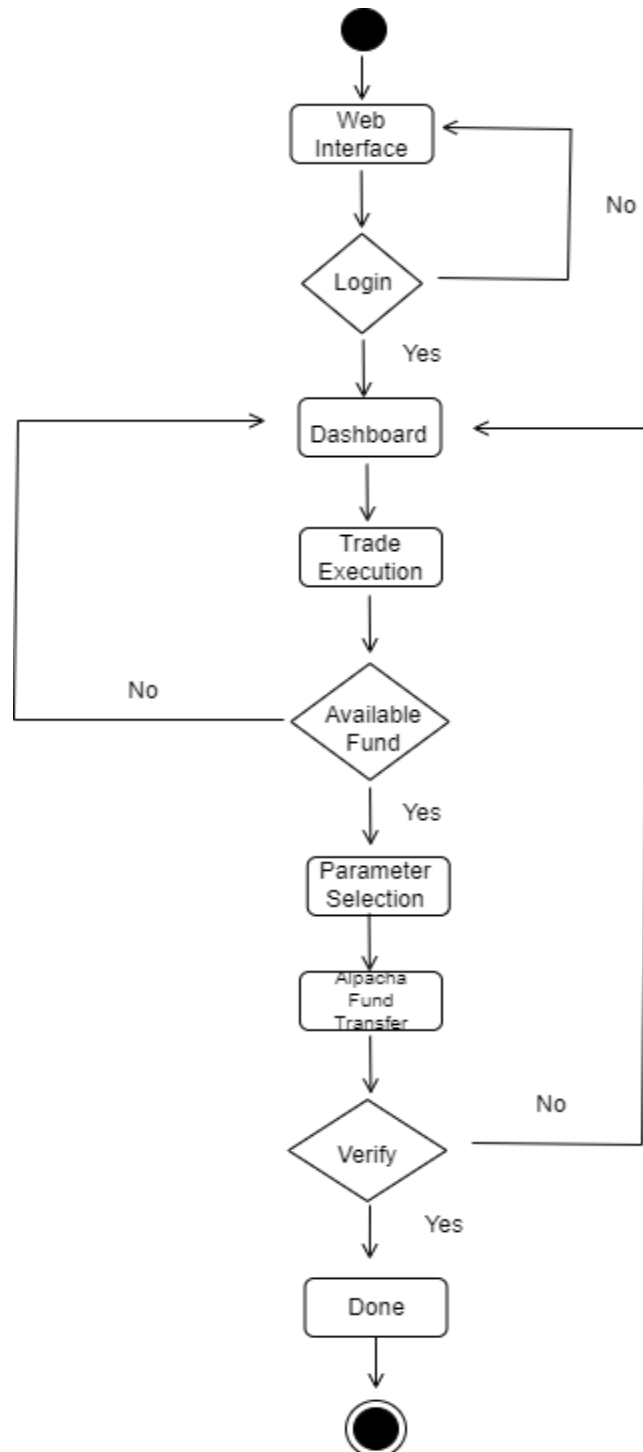 Web
Interface
No
Login
Yes
Dashboard
Trade
Execution
No
Available
Fund
Yes
Parameter
Selection
Alpacha
Fund
Transfer
No
Verify
Yes
Done